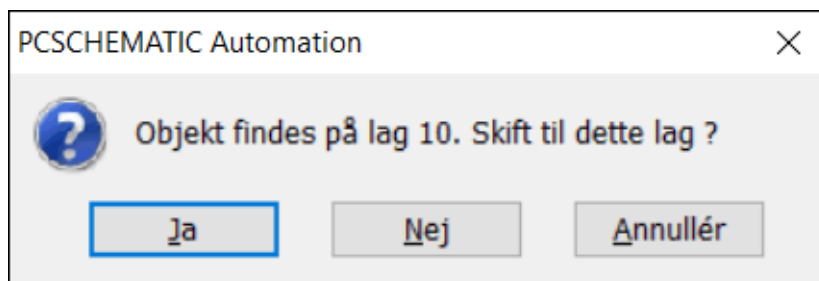 PCSCHEMATIC Automation
Objekt findes på lag 10. Skift til dette lag ?
Ja Nej Annullér